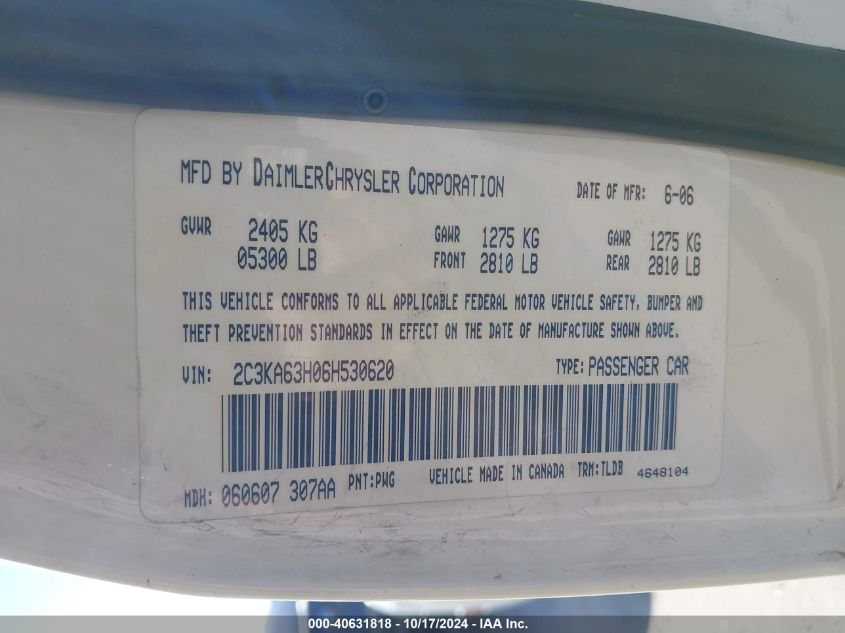 MFD BY DAIMLERCHRYSLER CORPORATION DATE OF MFR: 6-06
GVWR 2405 KG GAWR 1275 KG GAWR 1275 KG
05300 LB FRONT 2810 LB REAR 2810 LB
THIS VEHICLE CONFORMS TO ALL APPLICABLE FEDERAL MOTOR VEHICLE SAFETY, BUMPER AND
THEFT PREVENTION STANDARDS IN EFFECT ON THE DATE OF MANUFACTURE SHOWN ABOVE.
VIN: 2C3KA63H06H530620 TYPE: PASSENGER CAR
MDH: 060607 307AA PNT:PWG VEHICLE MADE IN CANADA TRM:TLDB 4648104
000-40631818 - 10/17/2024 - IAA Inc.